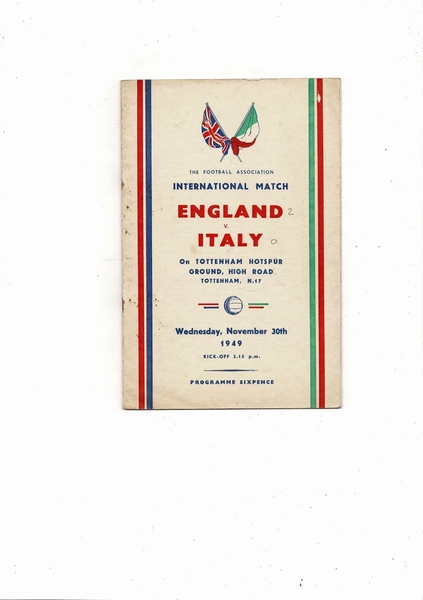 THE FOOTBALL ASSOCIATION
INTERNATIONAL MATCH
ENGLAND 2
V.
ITALY 0
On TOTTENHAM HOTSPUR
GROUND, HIGH ROAD
TOTTENHAM, N.17
Wednesday, November 30th
1949
KICK-OFF 2.15 p.m.
PROGRAMME SIXPENCE